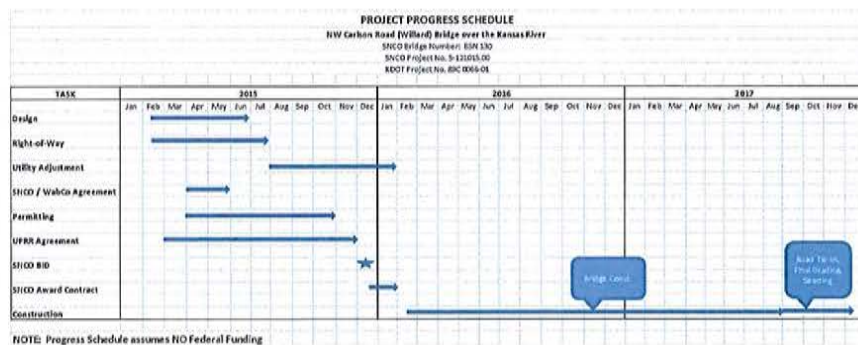 PROJECT PROGRESS SCHEDULE
NW Carlson Road (Willard) Bridge over the Kansas River
SNCO Bridge Number: BSN 130
SNCO Project No. S-121015.00
KDOT Project No. 89C 0066-01
TASK 2015 2016 2017
Jan Feb Mar Apr May Jun Jul Aug Sep Oct Nov Dec Jan Feb Mar Apr May Jun Jul Aug Sep Oct Nov Dec Jan Feb Mar Apr May Jun Jul Aug Sep Oct Nov De
Design
Right-of-Way
Utility Adjustment
SNCO / WabCo Agreement
Permitting
UPRR Agreement
SNCO BID
Bridge Const.
Road Tie-in, Final Grading, Seeding
SNCO Award Contract
Construction
NOTE: Progress Schedule assumes NO Federal Funding